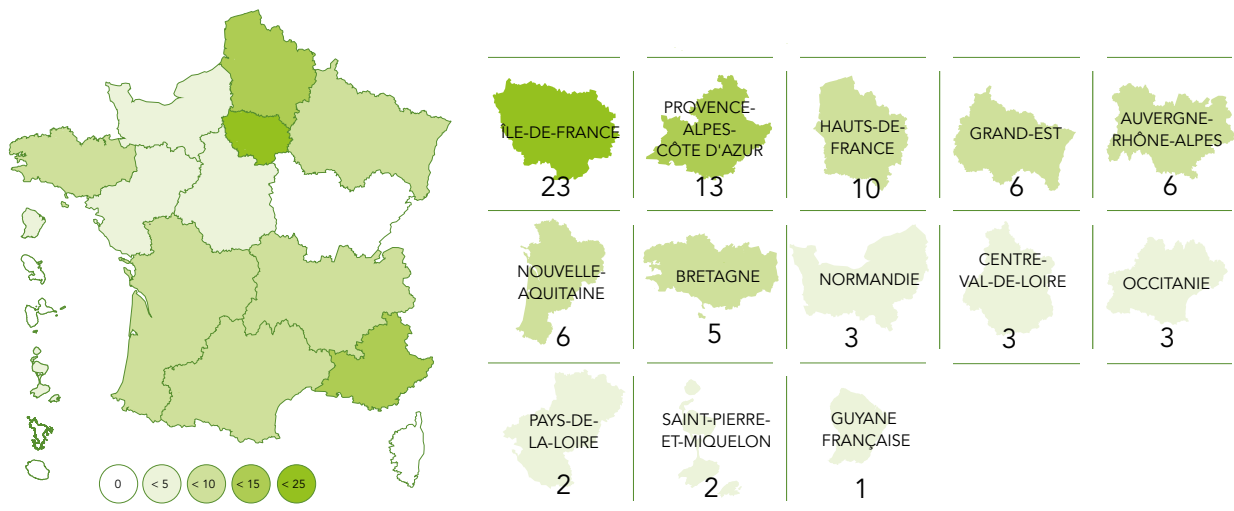 0
< 5
< 10
< 15
< 25
ÎLE-DE-FRANCE
23
PROVENCE-
ALPES-
CÔTE D'AZUR
13
HAUTS-DE-
FRANCE
10
GRAND-EST
6
AUVERGNE-
RHÔNE-ALPES
6
NOUVELLE-
AQUITAINE
6
BRETAGNE
5
NORMANDIE
3
CENTRE-
VAL-DE-LOIRE
3
OCCITANIE
3
PAYS-DE-
LA-LOIRE
2
SAINT-PIERRE-
ET-MIQUELON
2
GUYANE
FRANÇAISE
1